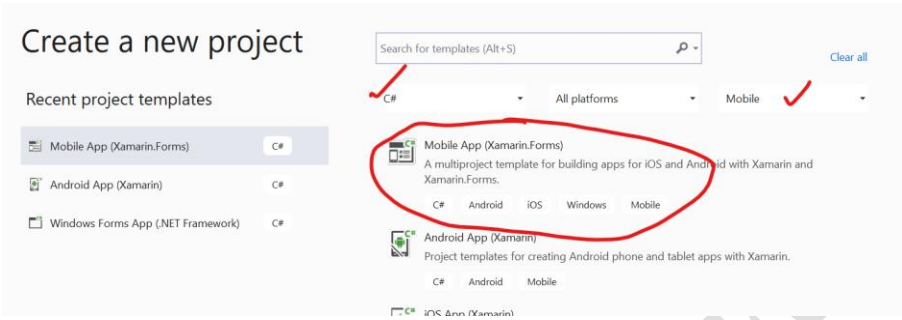 Create a new project
Search for templates (Alt+S)
Clear all
Recent project templates
C#
All platforms
Mobile
Mobile App (Xamarin.Forms)
C#
Android App (Xamarin)
C#
Windows Forms App (.NET Framework)
C#
Mobile App (Xamarin.Forms)
A multiproject template for building apps for iOS and Android with Xamarin and
Xamarin.Forms.
C# Android iOS Windows Mobile
Android App (Xamarin)
Project templates for creating Android phone and tablet apps with Xamarin.
C# Android Mobile
iOS App (Xamarin)